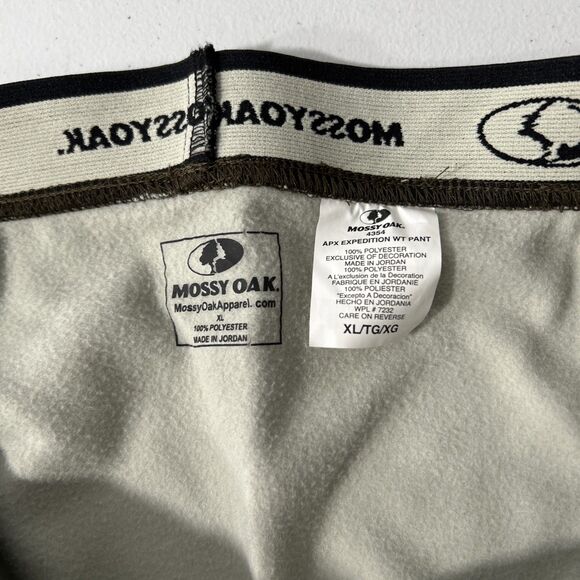 MOSSYOAK.
MOSSYOAK
MOSSY OAK.
MossyOakApparel.com
XL
100% POLYESTER
MADE IN JORDAN
MOSSY OAK.
4354
APX EXPEDITION WT PANT
100% POLYESTER
EXCLUSIVE OF DECORATION
MADE IN JORDAN
100% POLYESTER
A L'exclusion de la Decoration
FABRIQUE EN JORDANIE
100% POLIESTER
"Excepto A Decoracion"
HECHO EN JORDANIA
WPL # 7232
CARE ON REVERSE
XL/TG/XG